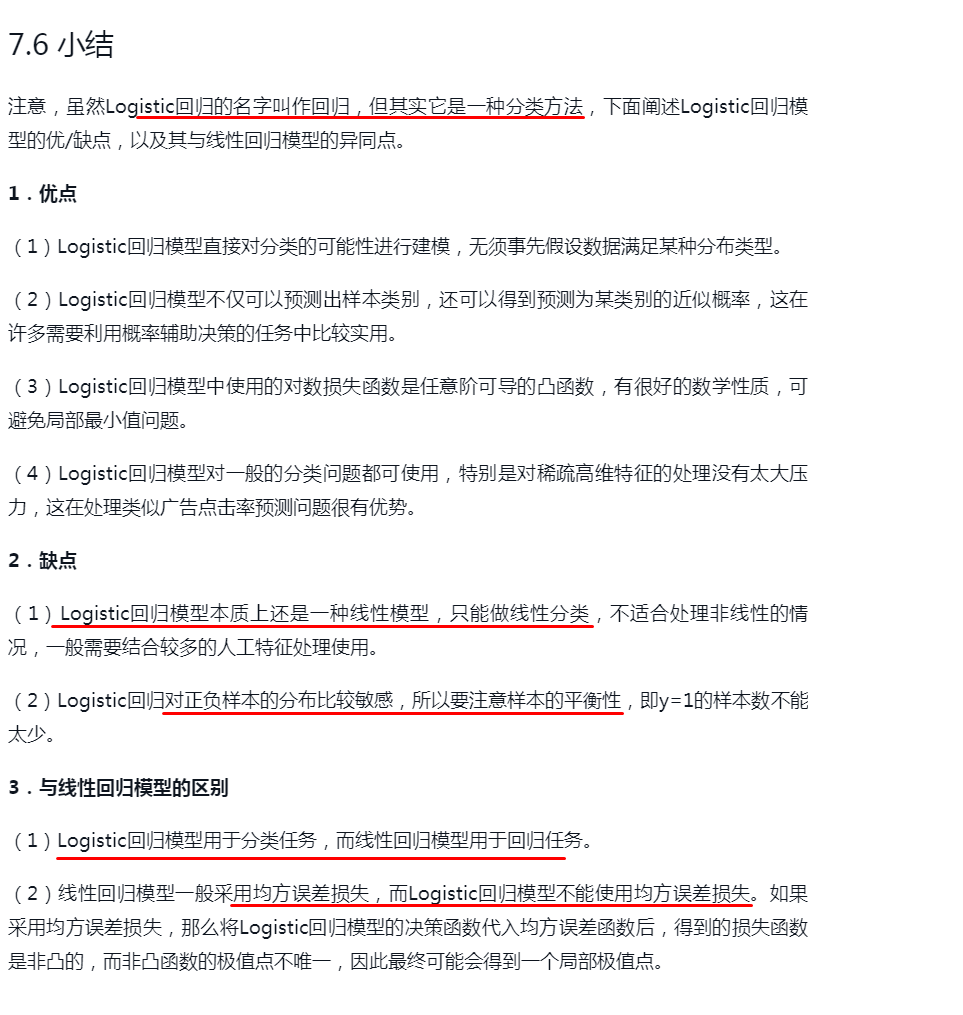 7.6 小结
注意，虽然Logistic回归的名字叫作回归，但其实它是一种分类方法，下面阐述Logistic回归模
型的优/缺点，以及其与线性回归模型的异同点。
1．优点
（1）Logistic回归模型直接对分类的可能性进行建模，无须事先假设数据满足某种分布类型。
（2）Logistic回归模型不仅可以预测出样本类别，还可以得到预测为某类别的近似概率，这在
许多需要利用概率辅助决策的任务中比较实用。
（3）Logistic回归模型中使用的对数损失函数是任意阶可导的凸函数，有很好的数学性质，可
避免局部最小值问题。
（4）Logistic回归模型对一般的分类问题都可使用，特别是对稀疏高维特征的处理没有太大压
力，这在处理类似广告点击率预测问题很有优势。
2．缺点
（1）Logistic回归模型本质上还是一种线性模型，只能做线性分类，不适合处理非线性的情
况，一般需要结合较多的人工特征处理使用。
（2）Logistic回归对正负样本的分布比较敏感，所以要注意样本的平衡性，即y=1的样本数不能
太少。
3．与线性回归模型的区别
（1）Logistic回归模型用于分类任务，而线性回归模型用于回归任务。
（2）线性回归模型一般采用均方误差损失，而Logistic回归模型不能使用均方误差损失。如果
采用均方误差损失，那么将Logistic回归模型的决策函数代入均方误差函数后，得到的损失函数
是非凸的，而非凸函数的极值点不唯一，因此最终可能会得到一个局部极值点。